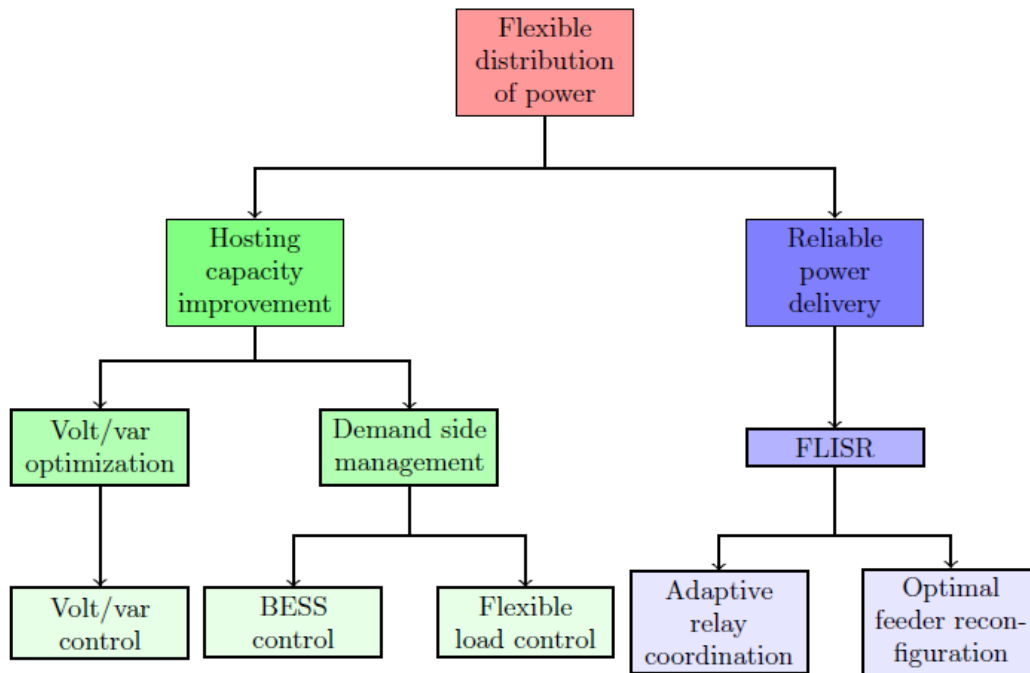 Flexible
distribution
of power
Hosting
capacity
improvement
Reliable
power
delivery
Volt/var
optimization
Demand side
management
FLISR
Volt/var
control
BESS
control
Flexible
load control
Adaptive
relay
coordination
Optimal
feeder recon-
figuration